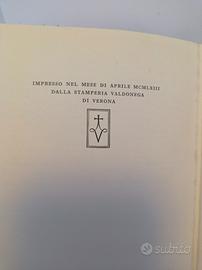 IMPRESSO NEL MESE DI APRILE MCMLXIII
DALLA STAMPERIA VALDONEGA
DI VERONA
subito